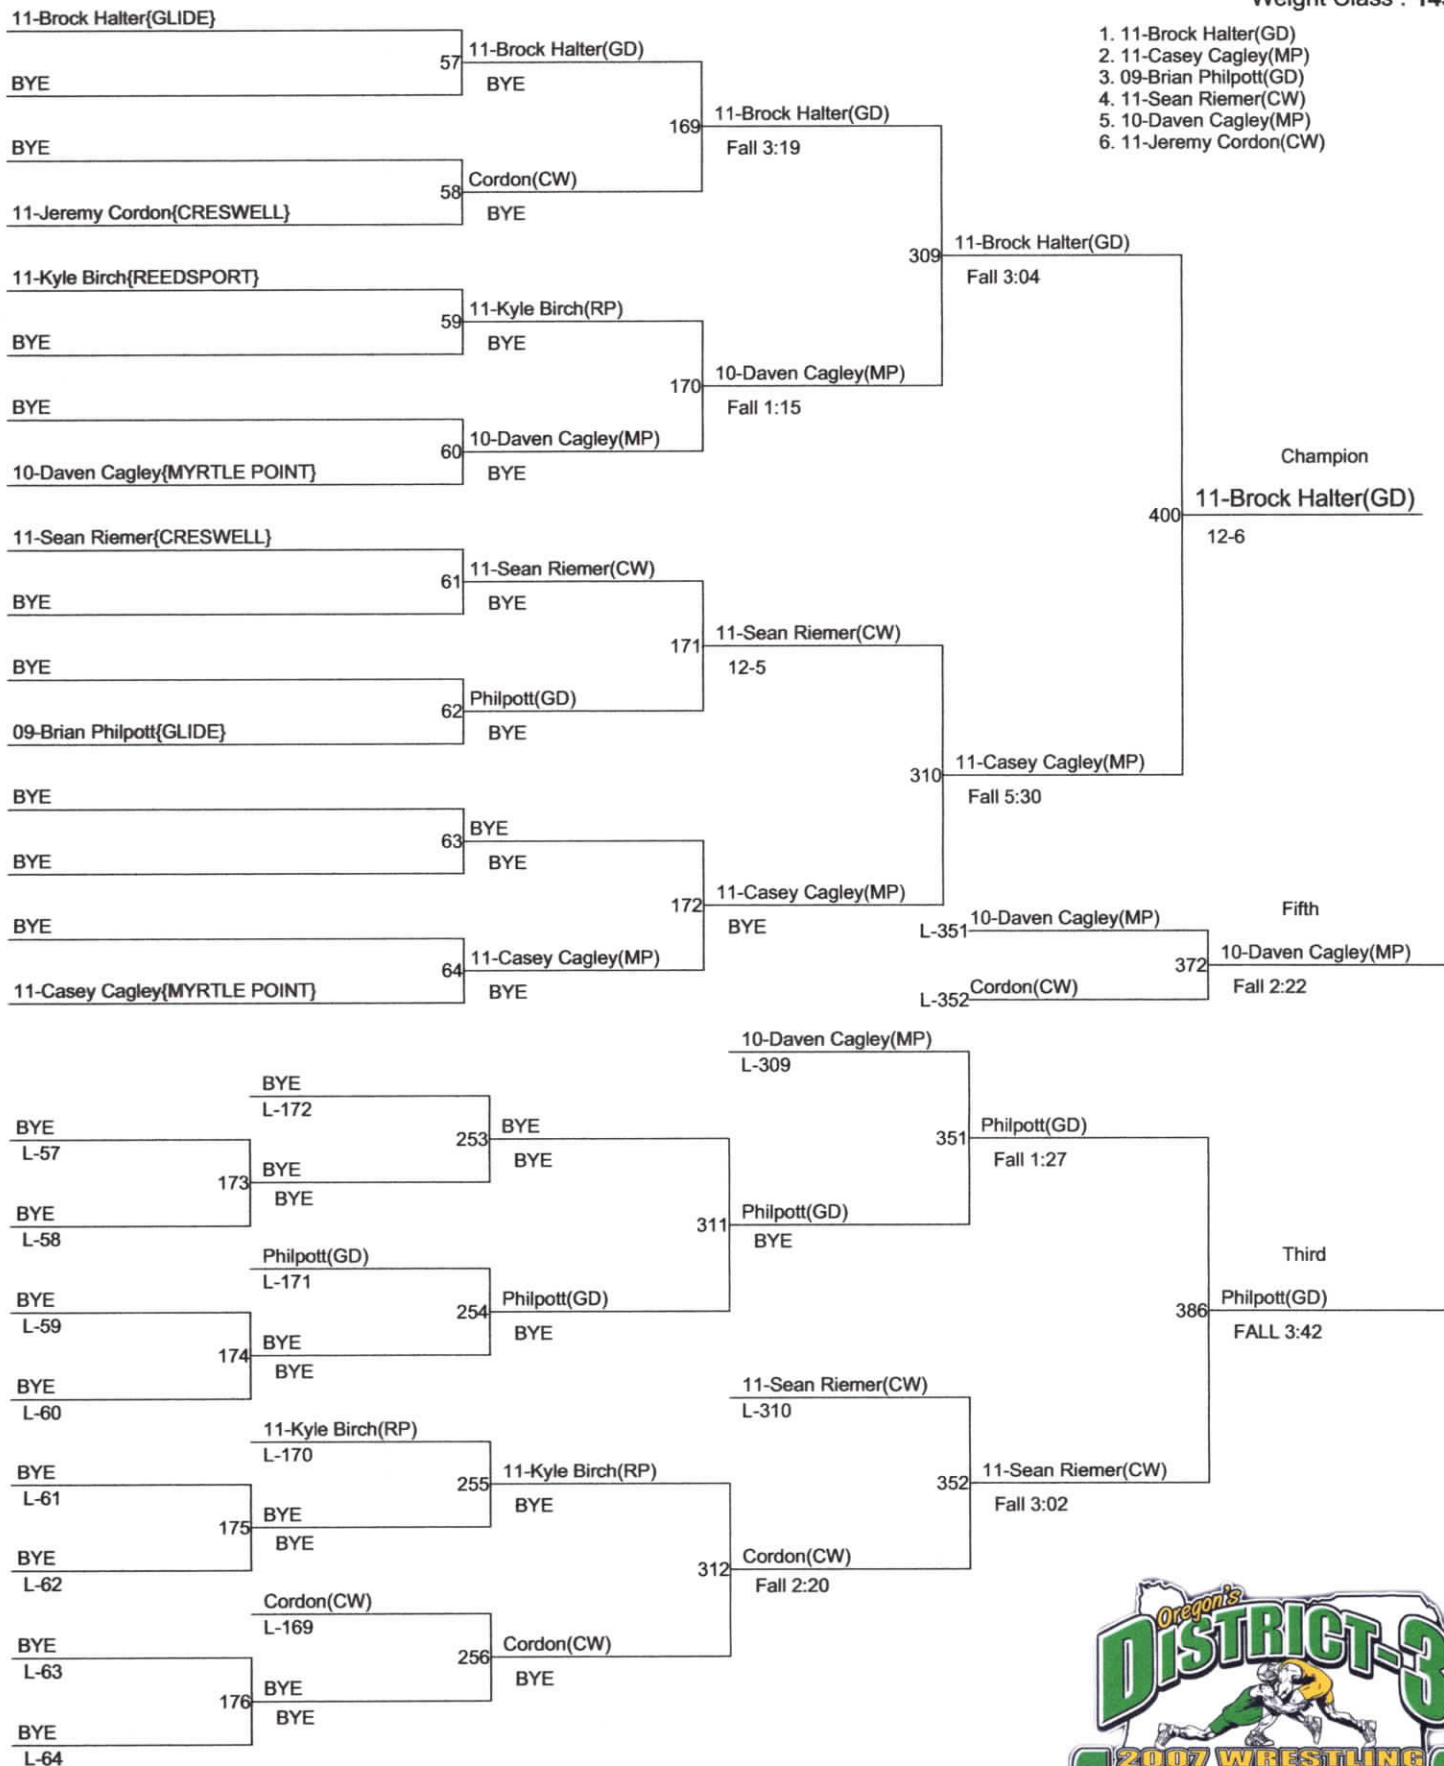 Weight Class :
1. 11-Brock Halter(GD)
2. 11-Casey Cagley(MP)
3. 09-Brian Philpott(GD)
4. 11-Sean Riemer(CW)
5. 10-Daven Cagley(MP)
6. 11-Jeremy Cordon(CW)
11-Brock Halter{GLIDE}
57
11-Brock Halter(GD)
BYE
BYE
169
11-Brock Halter(GD)
Fall 3:19
BYE
58
Cordon(CW)
BYE
11-Jeremy Cordon{CRESWELL}
309
11-Brock Halter(GD)
Fall 3:04
11-Kyle Birch{REEDSPORT}
59
11-Kyle Birch(RP)
BYE
BYE
170
10-Daven Cagley(MP)
Fall 1:15
BYE
60
10-Daven Cagley(MP)
BYE
10-Daven Cagley{MYRTLE POINT}
Champion
400
11-Brock Halter(GD)
12-6
11-Sean Riemer{CRESWELL}
61
11-Sean Riemer(CW)
BYE
BYE
171
11-Sean Riemer(CW)
12-5
BYE
62
Philpott(GD)
BYE
09-Brian Philpott{GLIDE}
310
11-Casey Cagley(MP)
Fall 5:30
BYE
63
BYE
BYE
BYE
172
11-Casey Cagley(MP)
BYE
BYE
64
11-Casey Cagley(MP)
BYE
11-Casey Cagley{MYRTLE POINT}
Fifth
L-351
10-Daven Cagley(MP)
372
10-Daven Cagley(MP)
Fall 2:22
L-352
Cordon(CW)
10-Daven Cagley(MP)
L-309
BYE
L-172
253
BYE
BYE
BYE
L-57
173
BYE
BYE
BYE
L-58
351
Philpott(GD)
Fall 1:27
311
Philpott(GD)
BYE
Philpott(GD)
L-171
254
Philpott(GD)
BYE
BYE
L-59
174
BYE
BYE
BYE
L-60
Third
386
Philpott(GD)
FALL 3:42
11-Sean Riemer(CW)
L-310
11-Kyle Birch(RP)
L-170
255
11-Kyle Birch(RP)
BYE
BYE
L-61
175
BYE
BYE
BYE
L-62
352
11-Sean Riemer(CW)
Fall 3:02
312
Cordon(CW)
Fall 2:20
Cordon(CW)
L-169
256
Cordon(CW)
BYE
BYE
L-63
176
BYE
BYE
BYE
L-64
Oregon's
DISTRICT-3
2007 WRESTLING